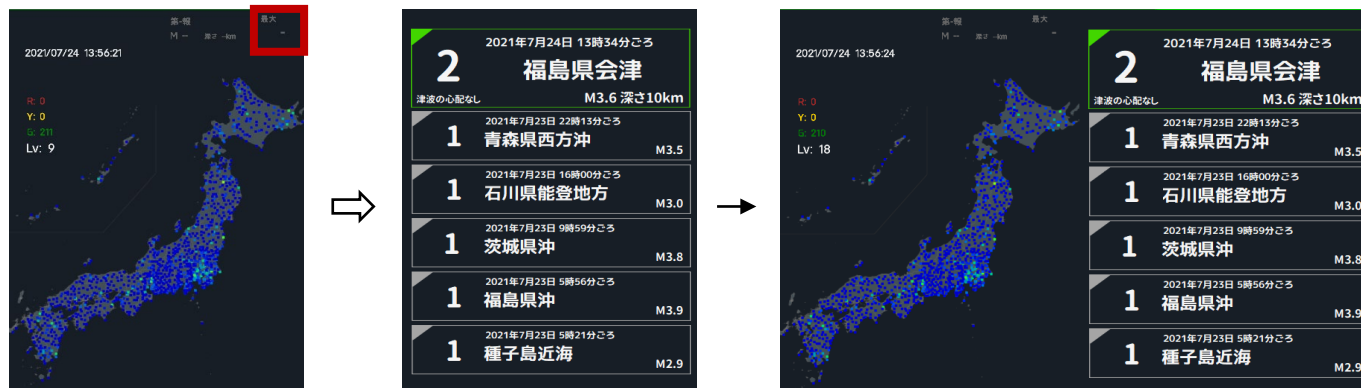 第-報
最大
M -- 深さ -km
-
2021/07/24 13:56:21
R: 0
Y: 0
G: 211
Lv: 9
2021年7月24日 13時34分ごろ
2
福島県会津
津波の心配なし
M3.6 深さ10km
2021年7月23日 22時13分ごろ
1
青森県西方沖
M3.5
2021年7月23日 16時00分ごろ
1
石川県能登地方
M3.0
2021年7月23日 9時59分ごろ
1
茨城県沖
M3.8
2021年7月23日 5時56分ごろ
1
福島県沖
M3.9
2021年7月23日 5時21分ごろ
1
種子島近海
M2.9
第-報
最大
M -- 深さ -km
-
2021/07/24 13:56:24
R: 0
Y: 0
G: 210
Lv: 18
2021年7月24日 13時34分ごろ
2
福島県会津
津波の心配なし
M3.6 深さ10km
2021年7月23日 22時13分ごろ
1
青森県西方沖
M3.5
2021年7月23日 16時00分ごろ
1
石川県能登地方
M3.0
2021年7月23日 9時59分ごろ
1
茨城県沖
M3.8
2021年7月23日 5時56分ごろ
1
福島県沖
M3.9
2021年7月23日 5時21分ごろ
1
種子島近海
M2.9